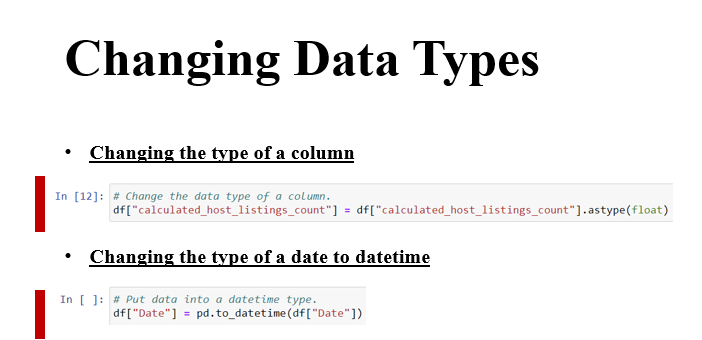 Changing Data Types
• Changing the type of a column
In [12]: # Change the data type of a column.
df["calculated_host_listings_count"] = df["calculated_host_listings_count"].astype(float)
• Changing the type of a date to datetime
In [ ]: # Put data into a datetime type.
df["Date"] = pd.to_datetime(df["Date"])